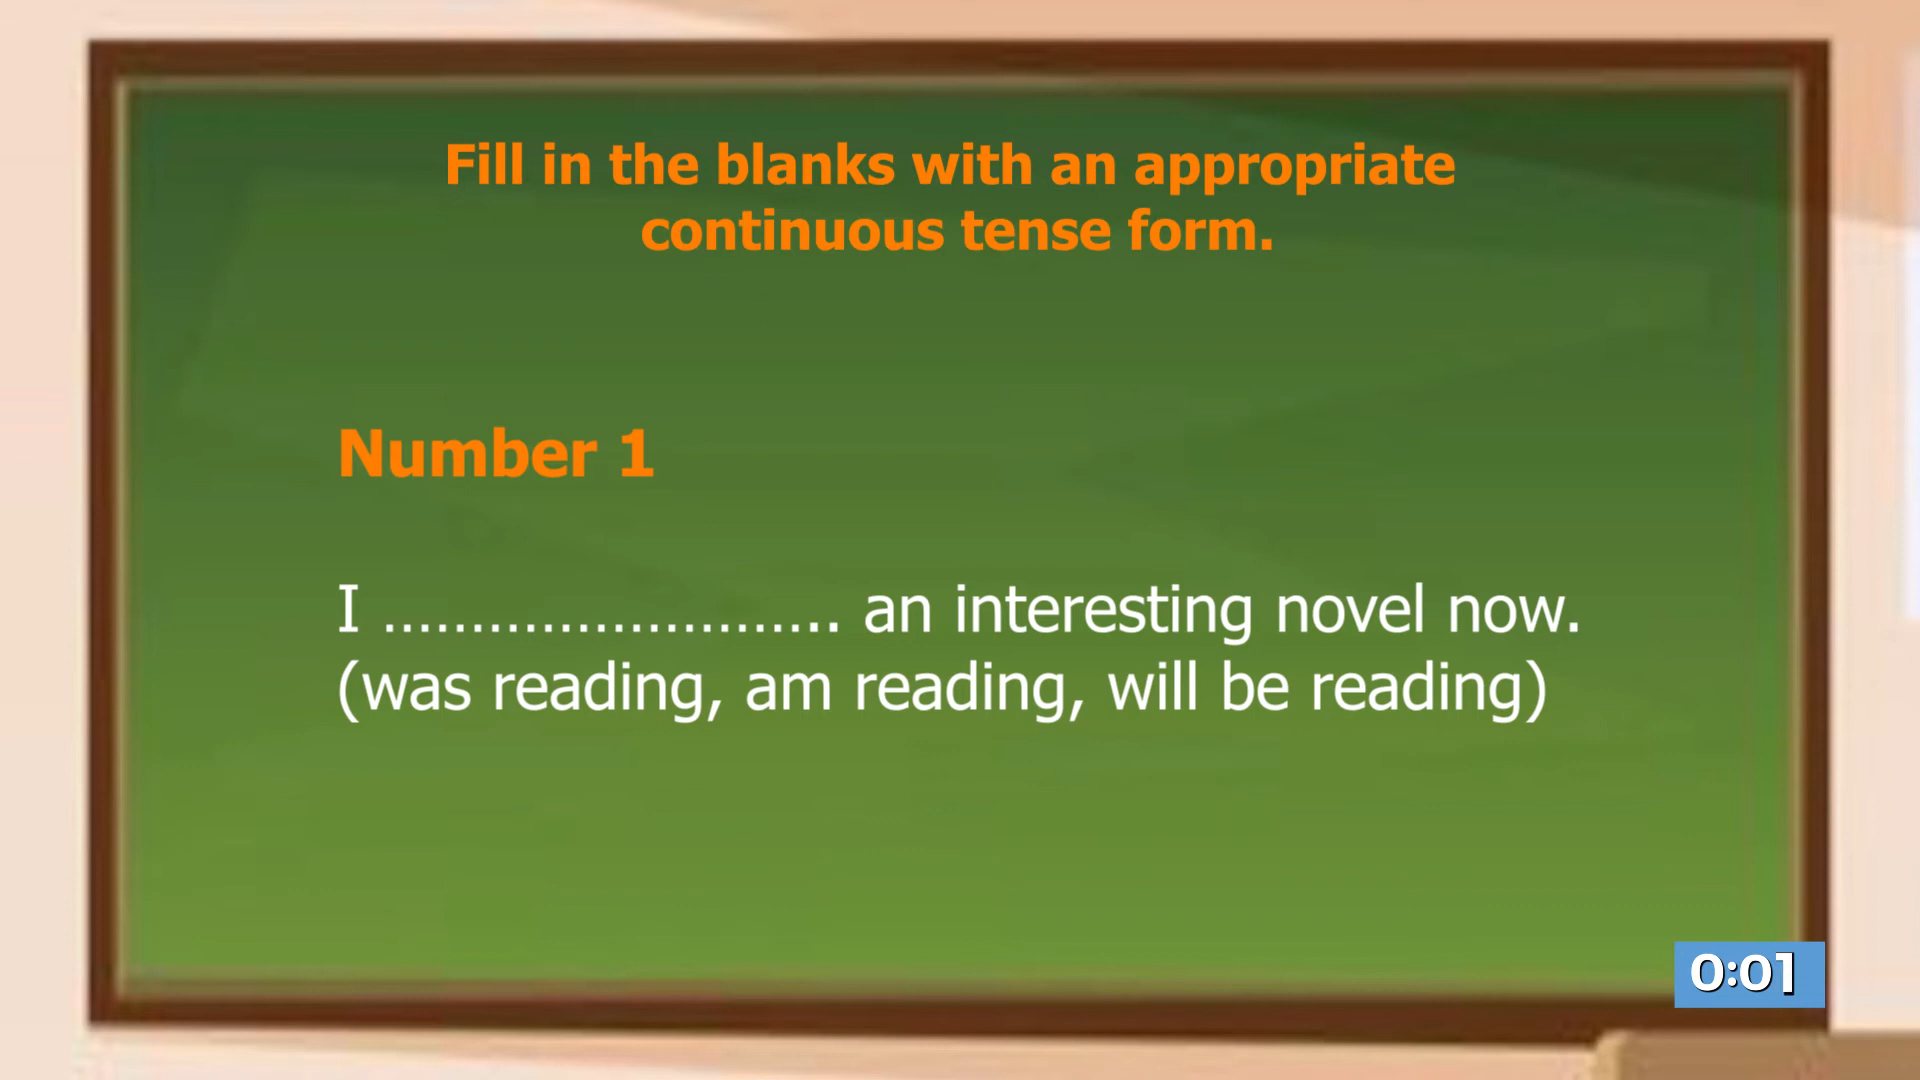 Fill in the blanks with an appropriate
continuous tense form.
Number 1
I …………………….. an interesting novel now.
(was reading, am reading, will be reading)
0:01